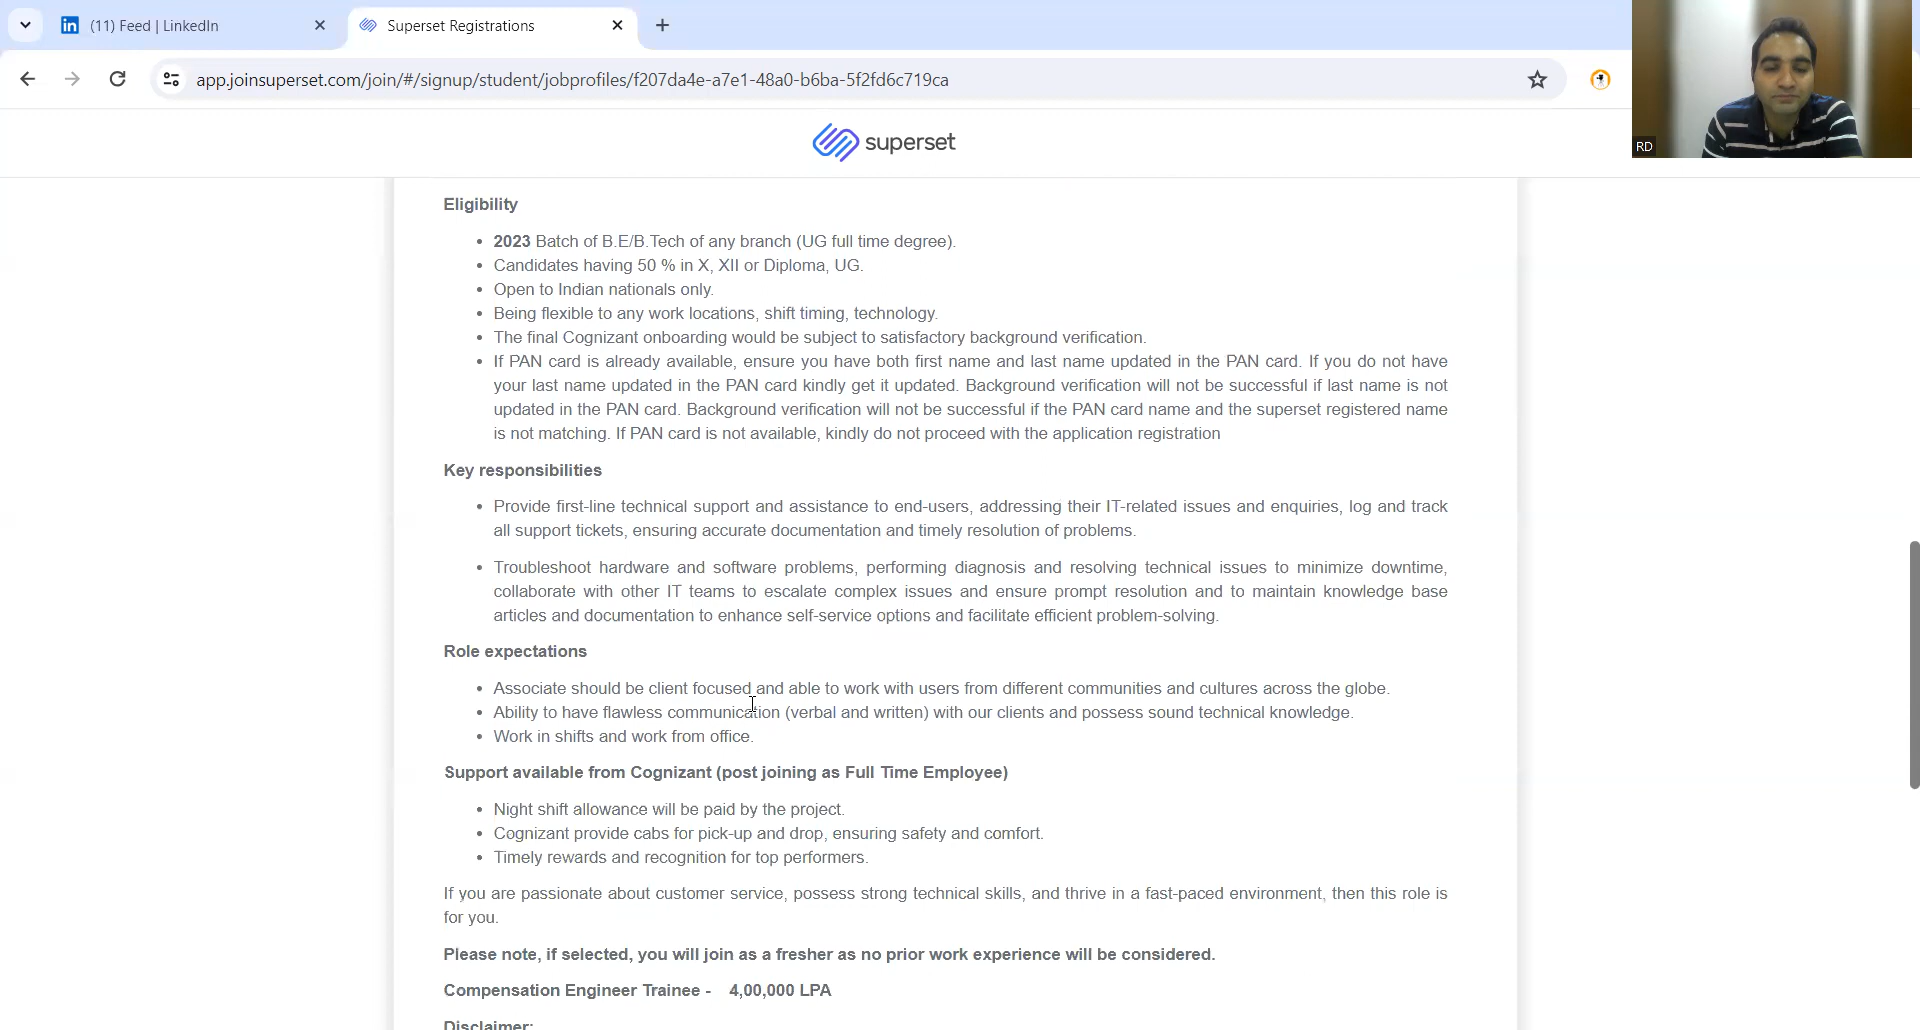 (11) Feed | LinkedIn
Superset Registrations
app.joinsuperset.com/join/#/signup/student/jobprofiles/f207da4e-a7e1-48a0-b6ba-5f2fd6c719ca
superset
RD
Eligibility
• 2023 Batch of B.E/B.Tech of any branch (UG full time degree).
• Candidates having 50 % in X, XII or Diploma, UG.
• Open to Indian nationals only.
• Being flexible to any work locations, shift timing, technology.
• The final Cognizant onboarding would be subject to satisfactory background verification.
• If PAN card is already available, ensure you have both first name and last name updated in the PAN card. If you do not have
your last name updated in the PAN card kindly get it updated. Background verification will not be successful if last name is not
updated in the PAN card. Background verification will not be successful if the PAN card name and the superset registered name
is not matching. If PAN card is not available, kindly do not proceed with the application registration
Key responsibilities
• Provide first-line technical support and assistance to end-users, addressing their IT-related issues and enquiries, log and track
all support tickets, ensuring accurate documentation and timely resolution of problems.
• Troubleshoot hardware and software problems, performing diagnosis and resolving technical issues to minimize downtime,
collaborate with other IT teams to escalate complex issues and ensure prompt resolution and to maintain knowledge base
articles and documentation to enhance self-service options and facilitate efficient problem-solving.
Role expectations
• Associate should be client focused and able to work with users from different communities and cultures across the globe.
• Ability to have flawless communication (verbal and written) with our clients and possess sound technical knowledge.
• Work in shifts and work from office.
Support available from Cognizant (post joining as Full Time Employee)
• Night shift allowance will be paid by the project.
• Cognizant provide cabs for pick-up and drop, ensuring safety and comfort.
• Timely rewards and recognition for top performers.
If you are passionate about customer service, possess strong technical skills, and thrive in a fast-paced environment, then this role is
for you.
Please note, if selected, you will join as a fresher as no prior work experience will be considered.
Compensation Engineer Trainee - 4,00,000 LPA
Disclaimer: